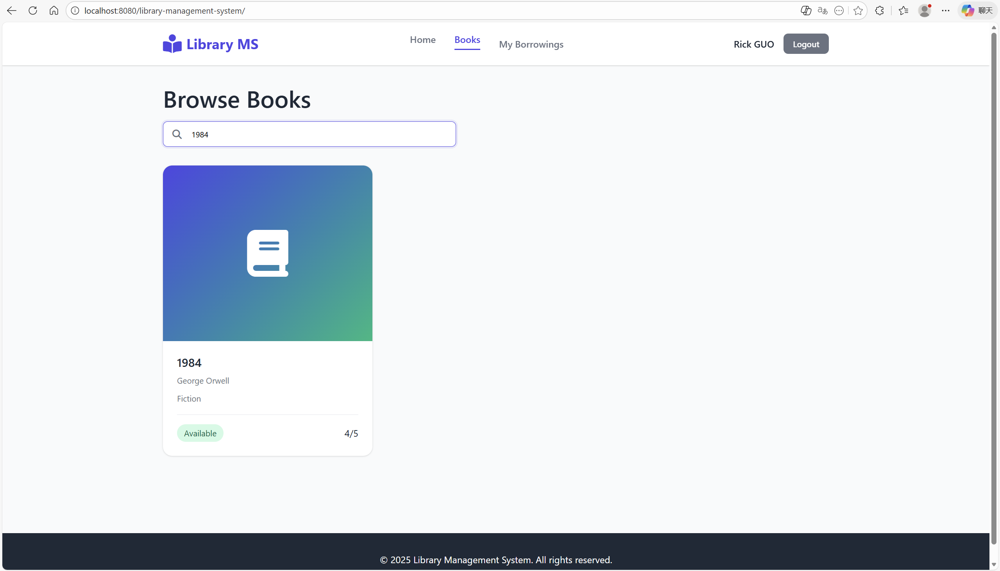 localhost:8080/library-management-system/
聊天
Library MS
Home
Books
My Borrowings
Rick GUO
Logout
Browse Books
1984
1984
George Orwell
Fiction
Available
4/5
© 2025 Library Management System. All rights reserved.